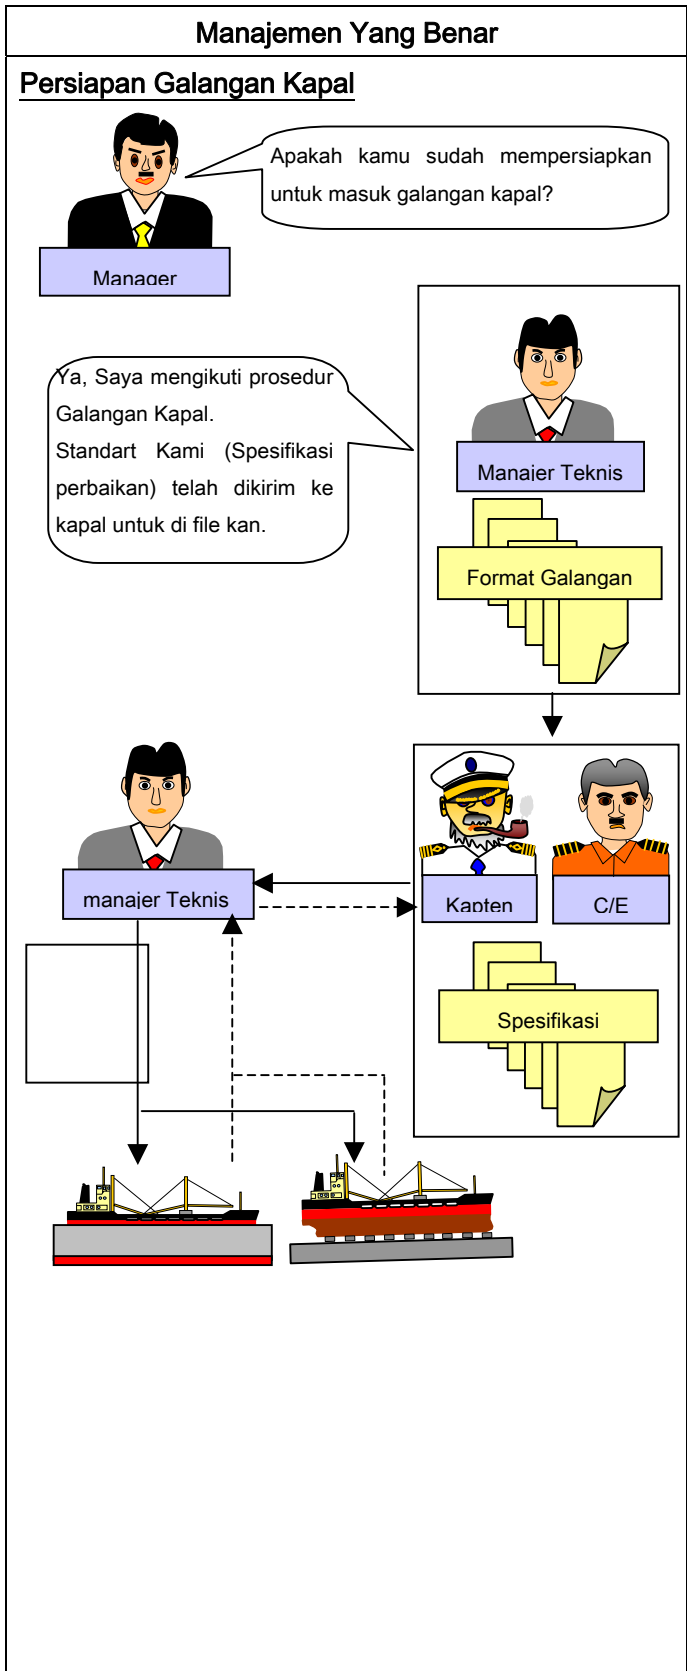 Manajemen Yang Benar
Persiapan Galangan Kapal
Apakah kamu sudah mempersiapkan
untuk masuk galangan kapal?
Manager
Ya, Saya mengikuti prosedur
Galangan Kapal.
Standart Kami (Spesifikasi
perbaikan) telah dikirim ke
kapal untuk di file kan.
Manajer Teknis
Format Galangan
manajer Teknis
Kapten
C/E
Spesifikasi